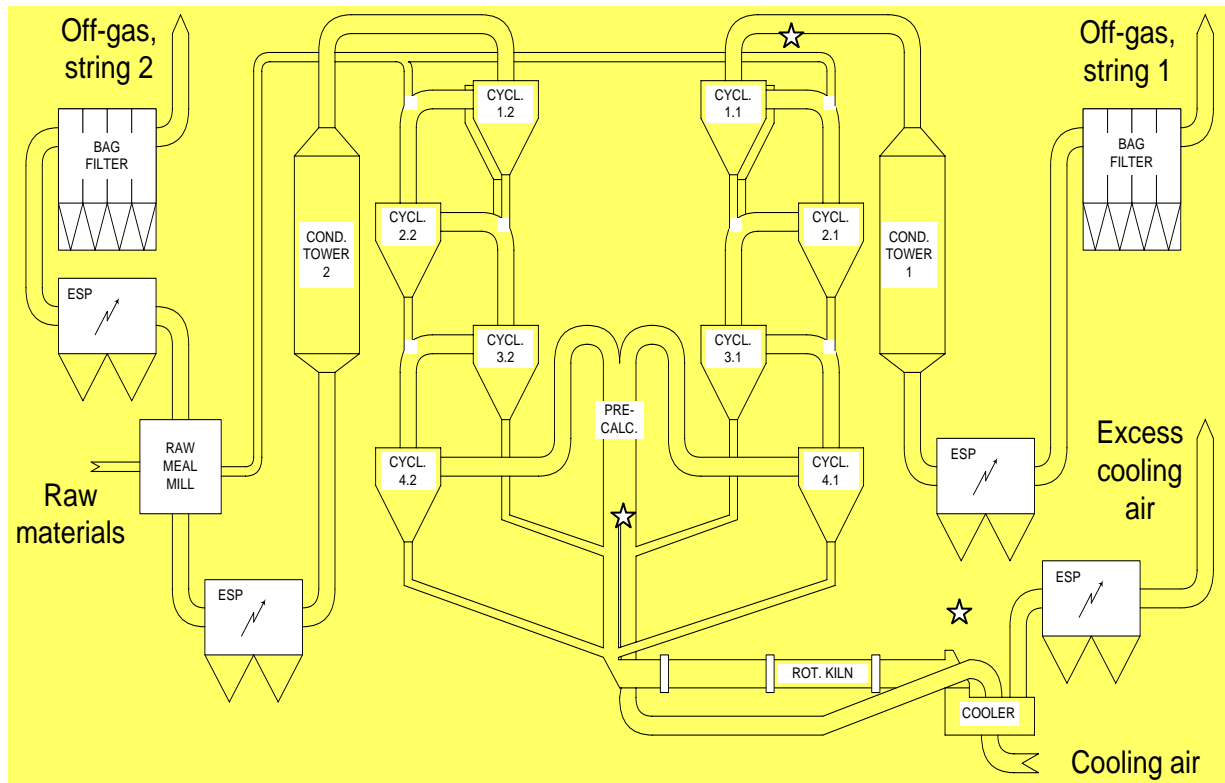 Off-gas,
string 2
Off-gas,
string 1
CYCL.
1.2
CYCL.
1.1
BAG
FILTER
BAG
FILTER
CYCL.
2.2
CYCL.
2.1
COND.
TOWER
2
COND.
TOWER
1
ESP
CYCL.
3.2
CYCL.
3.1
PRE-
CALC.
RAW
MEAL
MILL
CYCL.
4.2
CYCL.
4.1
ESP
Excess
cooling
air
Raw
materials
ESP
ESP
ROT. KILN
COOLER
Cooling air